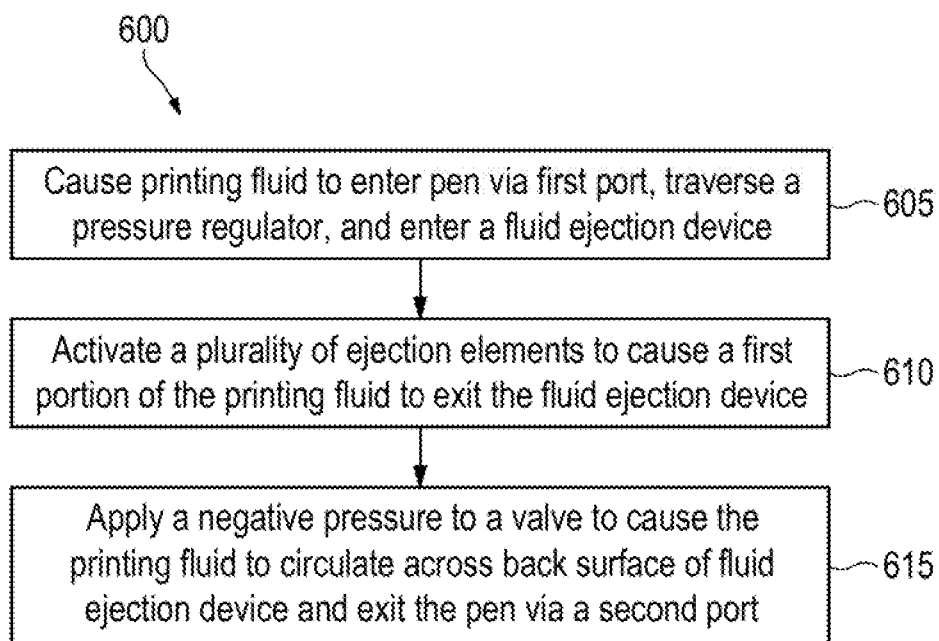 600
Cause printing fluid to enter pen via first port, traverse a
pressure regulator, and enter a fluid ejection device
605
Activate a plurality of ejection elements to cause a first
portion of the printing fluid to exit the fluid ejection device
610
Apply a negative pressure to a valve to cause the
printing fluid to circulate across back surface of fluid
ejection device and exit the pen via a second port
615